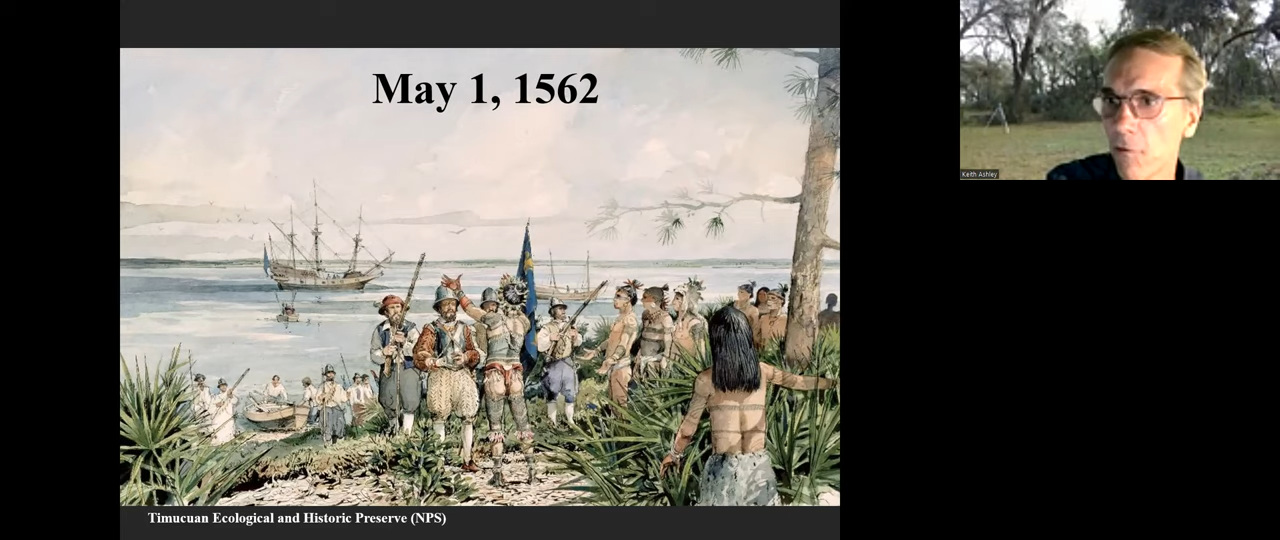 May 1, 1562
Keith Ashley
Timucuan Ecological and Historic Preserve (NPS)